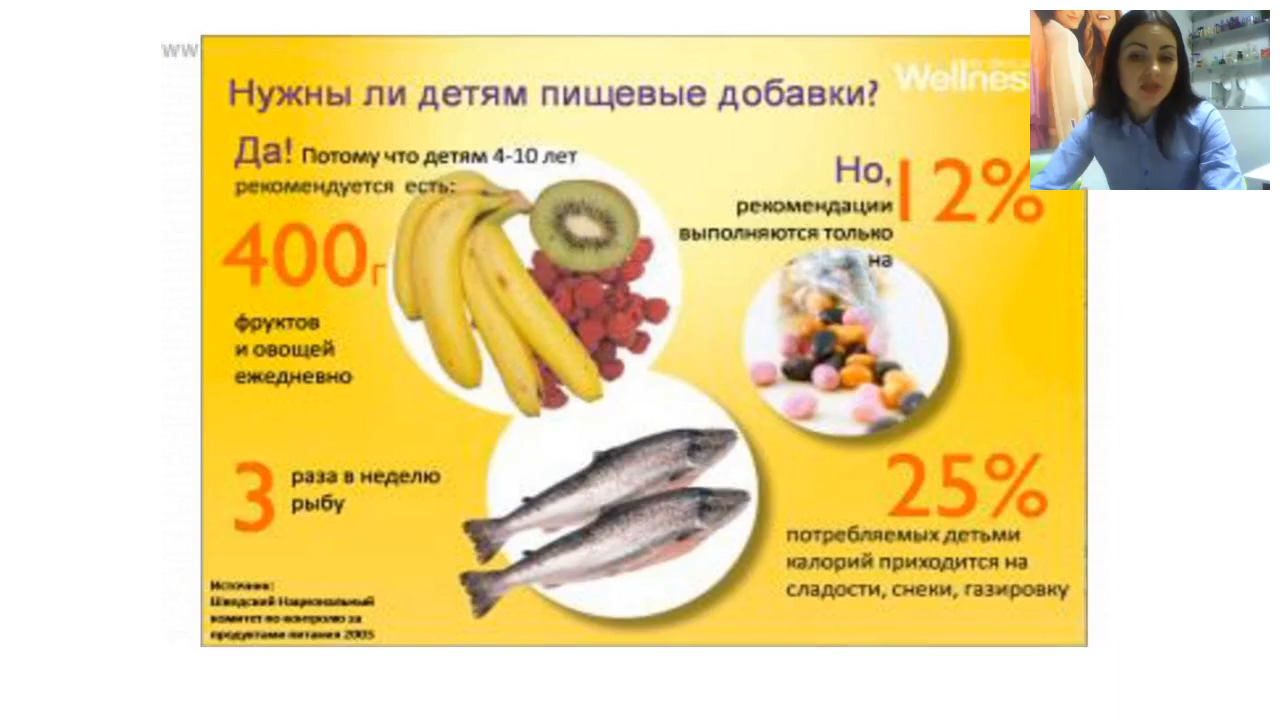 Нужны ли детям пищевые добавки?
Wellnes
Да! Потому что детям 4-10 лет
рекомендуется есть:
400г
фруктов
и овощей
ежедневно
3 раза в неделю
рыбу
Источник:
Шведский Национальный
комитет по контролю за
продуктами питания 2003
Но,
рекомендации
выполняются только
на
12%
25%
потребляемых детьми
калорий приходится на
сладости, снеки, газировку